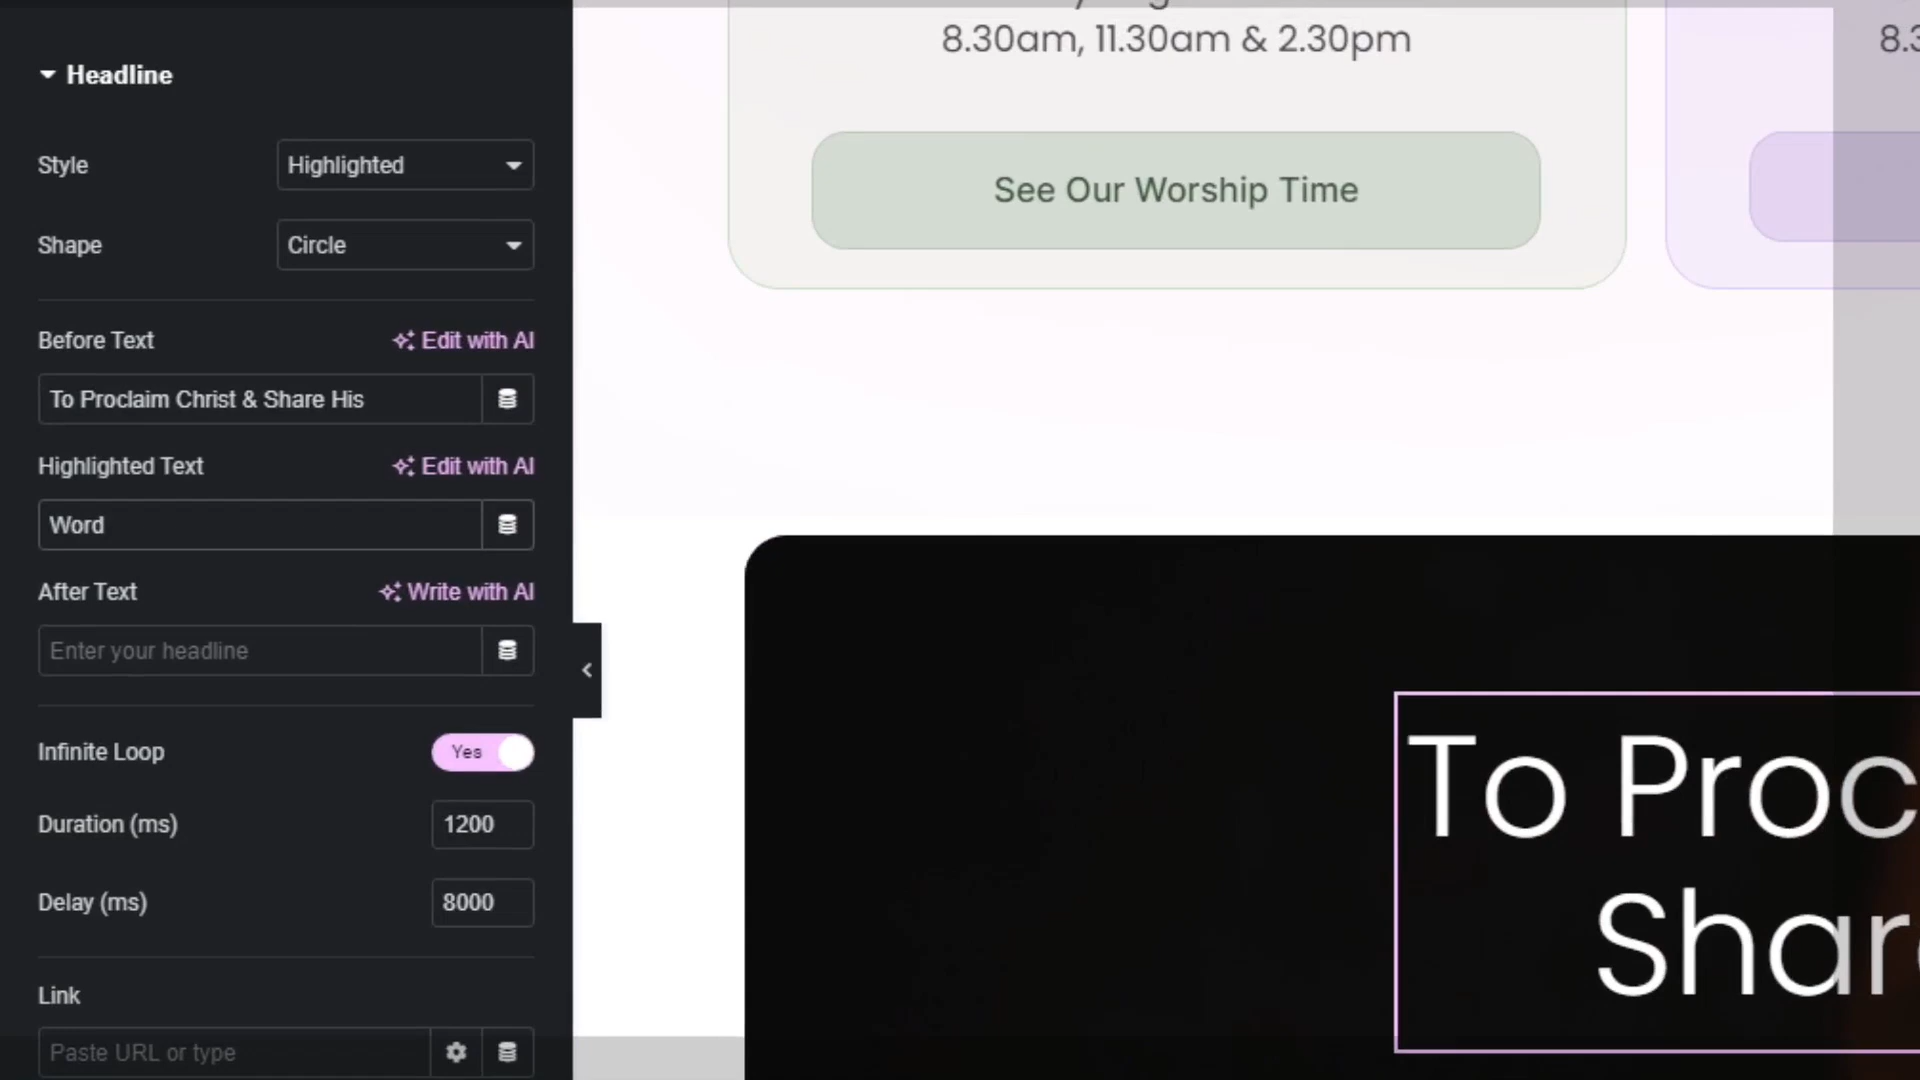 Headline
Style
Highlighted
Shape
Circle
Before Text
Edit with AI
To Proclaim Christ & Share His
Highlighted Text
Edit with AI
Word
After Text
Write with AI
Enter your headline
Infinite Loop
Yes
Duration (ms)
1200
Delay (ms)
8000
Link
Paste URL or type
8.30am, 11.30am & 2.30pm
See Our Worship Time
8.3
To Proc
Shar